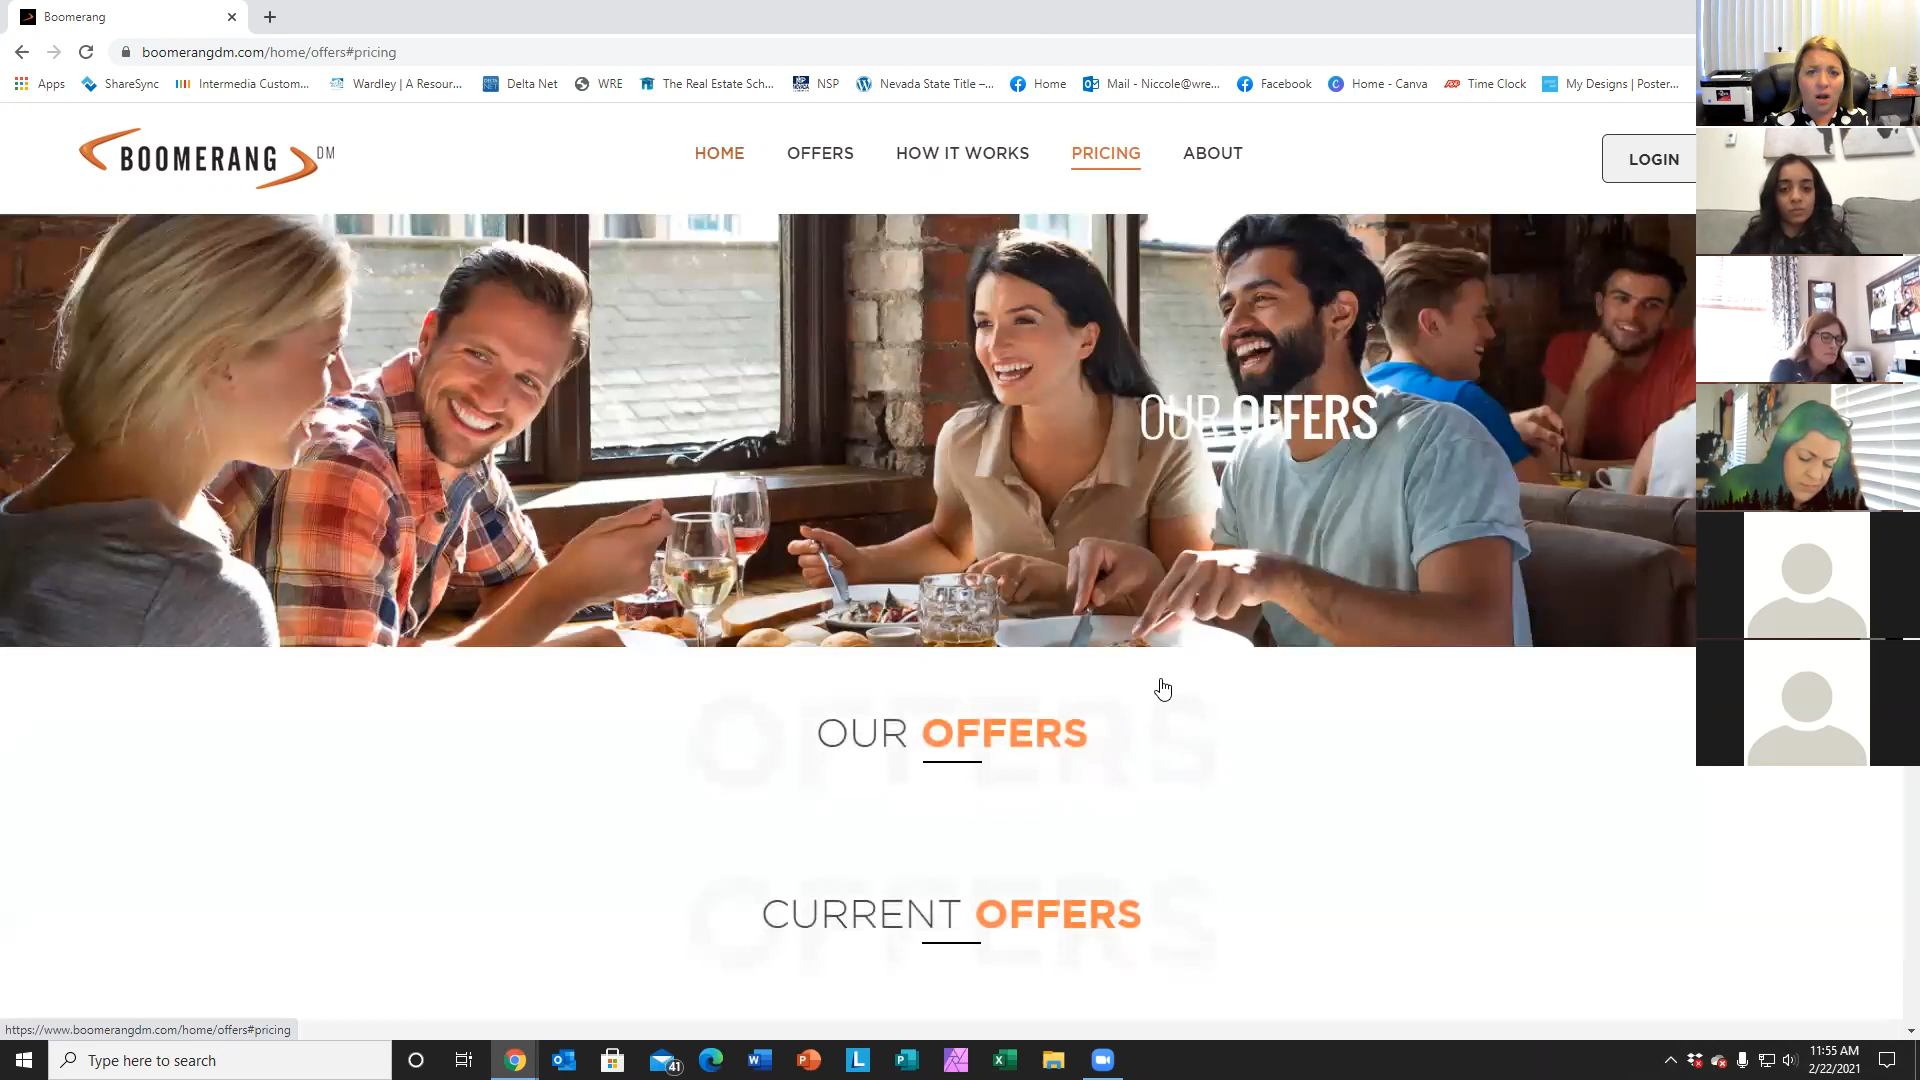 Boomerang
boomerangdm.com/home/offers#pricing
Apps
ShareSync
Intermedia Custom...
Wardley | A Resour...
Delta Net
WRE
The Real Estate Sch...
NSP
Nevada State Title –...
Home
Mail - Niccole@wre...
Facebook
Home - Canva
Time Clock
My Designs | Poster...
BOOMERANG DM
HOME
OFFERS
HOW IT WORKS
PRICING
ABOUT
LOGIN
OUR OFFERS
OFFERS
OUR OFFERS
OFFERS
CURRENT OFFERS
https://www.boomerangdm.com/home/offers#pricing
Type here to search
41
11:55 AM
2/22/2021